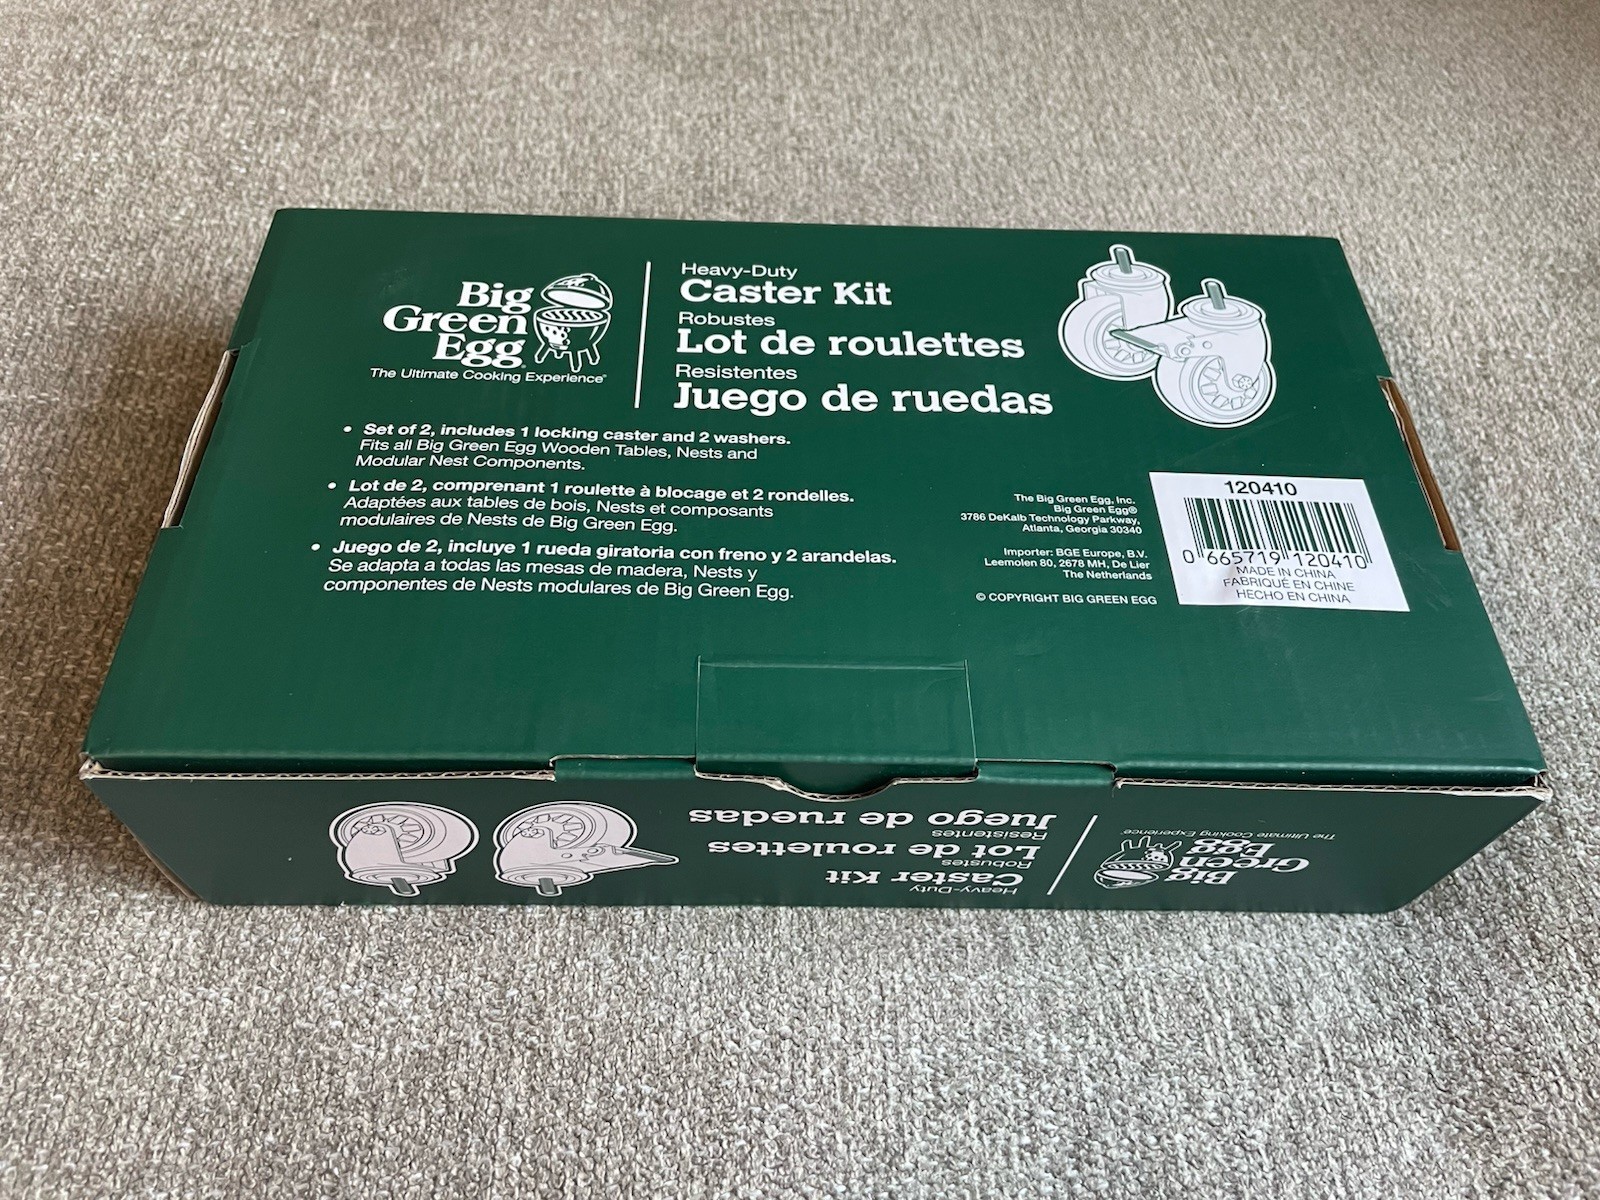 Big
Green
Egg®
The Ultimate Cooking Experience®
Heavy-Duty
Caster Kit
Robustes
Lot de roulettes
Resistentes
Juego de ruedas
• Set of 2, includes 1 locking caster and 2 washers.
Fits all Big Green Egg Wooden Tables, Nests and
Modular Nest Components.
• Lot de 2, comprenant 1 roulette à blocage et 2 rondelles.
Adaptées aux tables de bois, Nests et composants
modulaires de Nests de Big Green Egg.
• Juego de 2, incluye 1 rueda giratoria con freno y 2 arandelas.
Se adapta a todas las mesas de madera, Nests y
componentes de Nests modulares de Big Green Egg.
The Big Green Egg, Inc.
Big Green Egg®
3786 DeKalb Technology Parkway,
Atlanta, Georgia 30340
Importer: BGE Europe, B.V.
Leemolen 80, 2678 MH, De Lier
The Netherlands
© COPYRIGHT BIG GREEN EGG
120410
0 665719 120410
MADE IN CHINA
FABRIQUÉ EN CHINE
HECHO EN CHINA
Big
Green
Egg
The Ultimate Cooking Experience®
Heavy-Duty
Caster Kit
Robustes
Lot de roulettes
Resistentes
Juego de ruedas